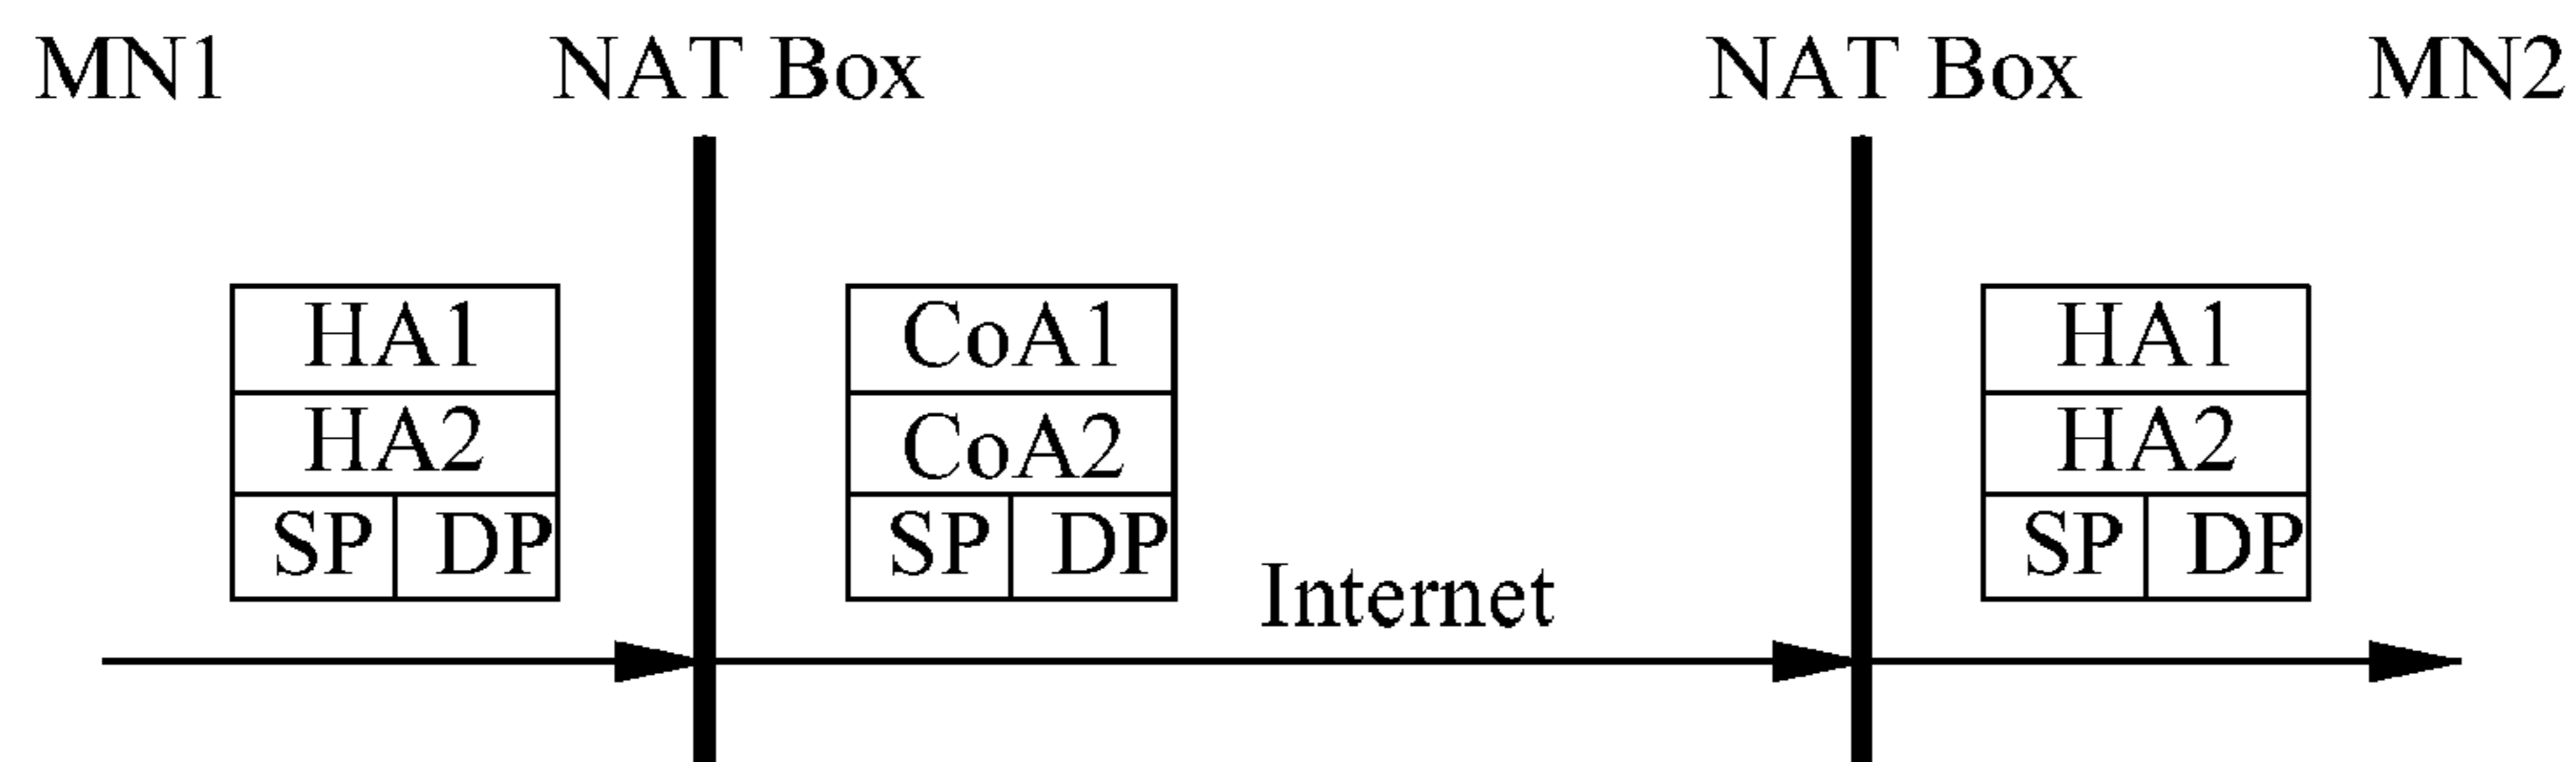 MN1 NAT Box NAT Box MN2
HA1 CoA1 HA1
HA2 CoA2 HA2
SP DP SP DP SP DP
Internet